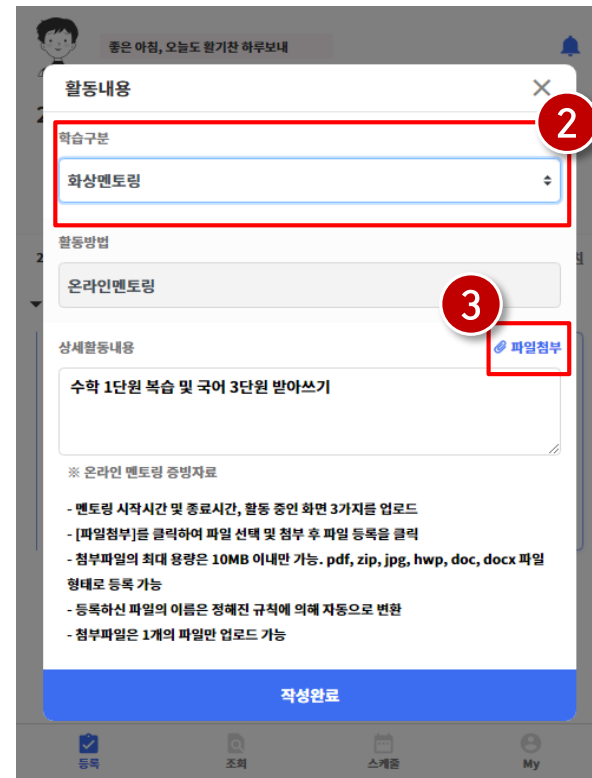 좋은 아침, 오늘도 활기찬 하루보내
활동내용
2
학습구분
화상멘토링
활동방법
온라인멘토링
3
상세활동내용
파일첨부
수학 1단원 복습 및 국어 3단원 받아쓰기
※ 온라인 멘토링 증빙자료
- 멘토링 시작시간 및 종료시간, 활동 중인 화면 3가지를 업로드
- [파일첨부]를 클릭하여 파일 선택 및 첨부 후 파일 등록을 클릭
- 첨부파일의 최대 용량은 10MB 이내만 가능. pdf, zip, jpg, hwp, doc, docx 파일
형태로 등록 가능
- 등록하신 파일의 이름은 정해진 규칙에 의해 자동으로 변환
- 첨부파일은 1개의 파일만 업로드 가능
작성완료
등록
조회
스케줄
My